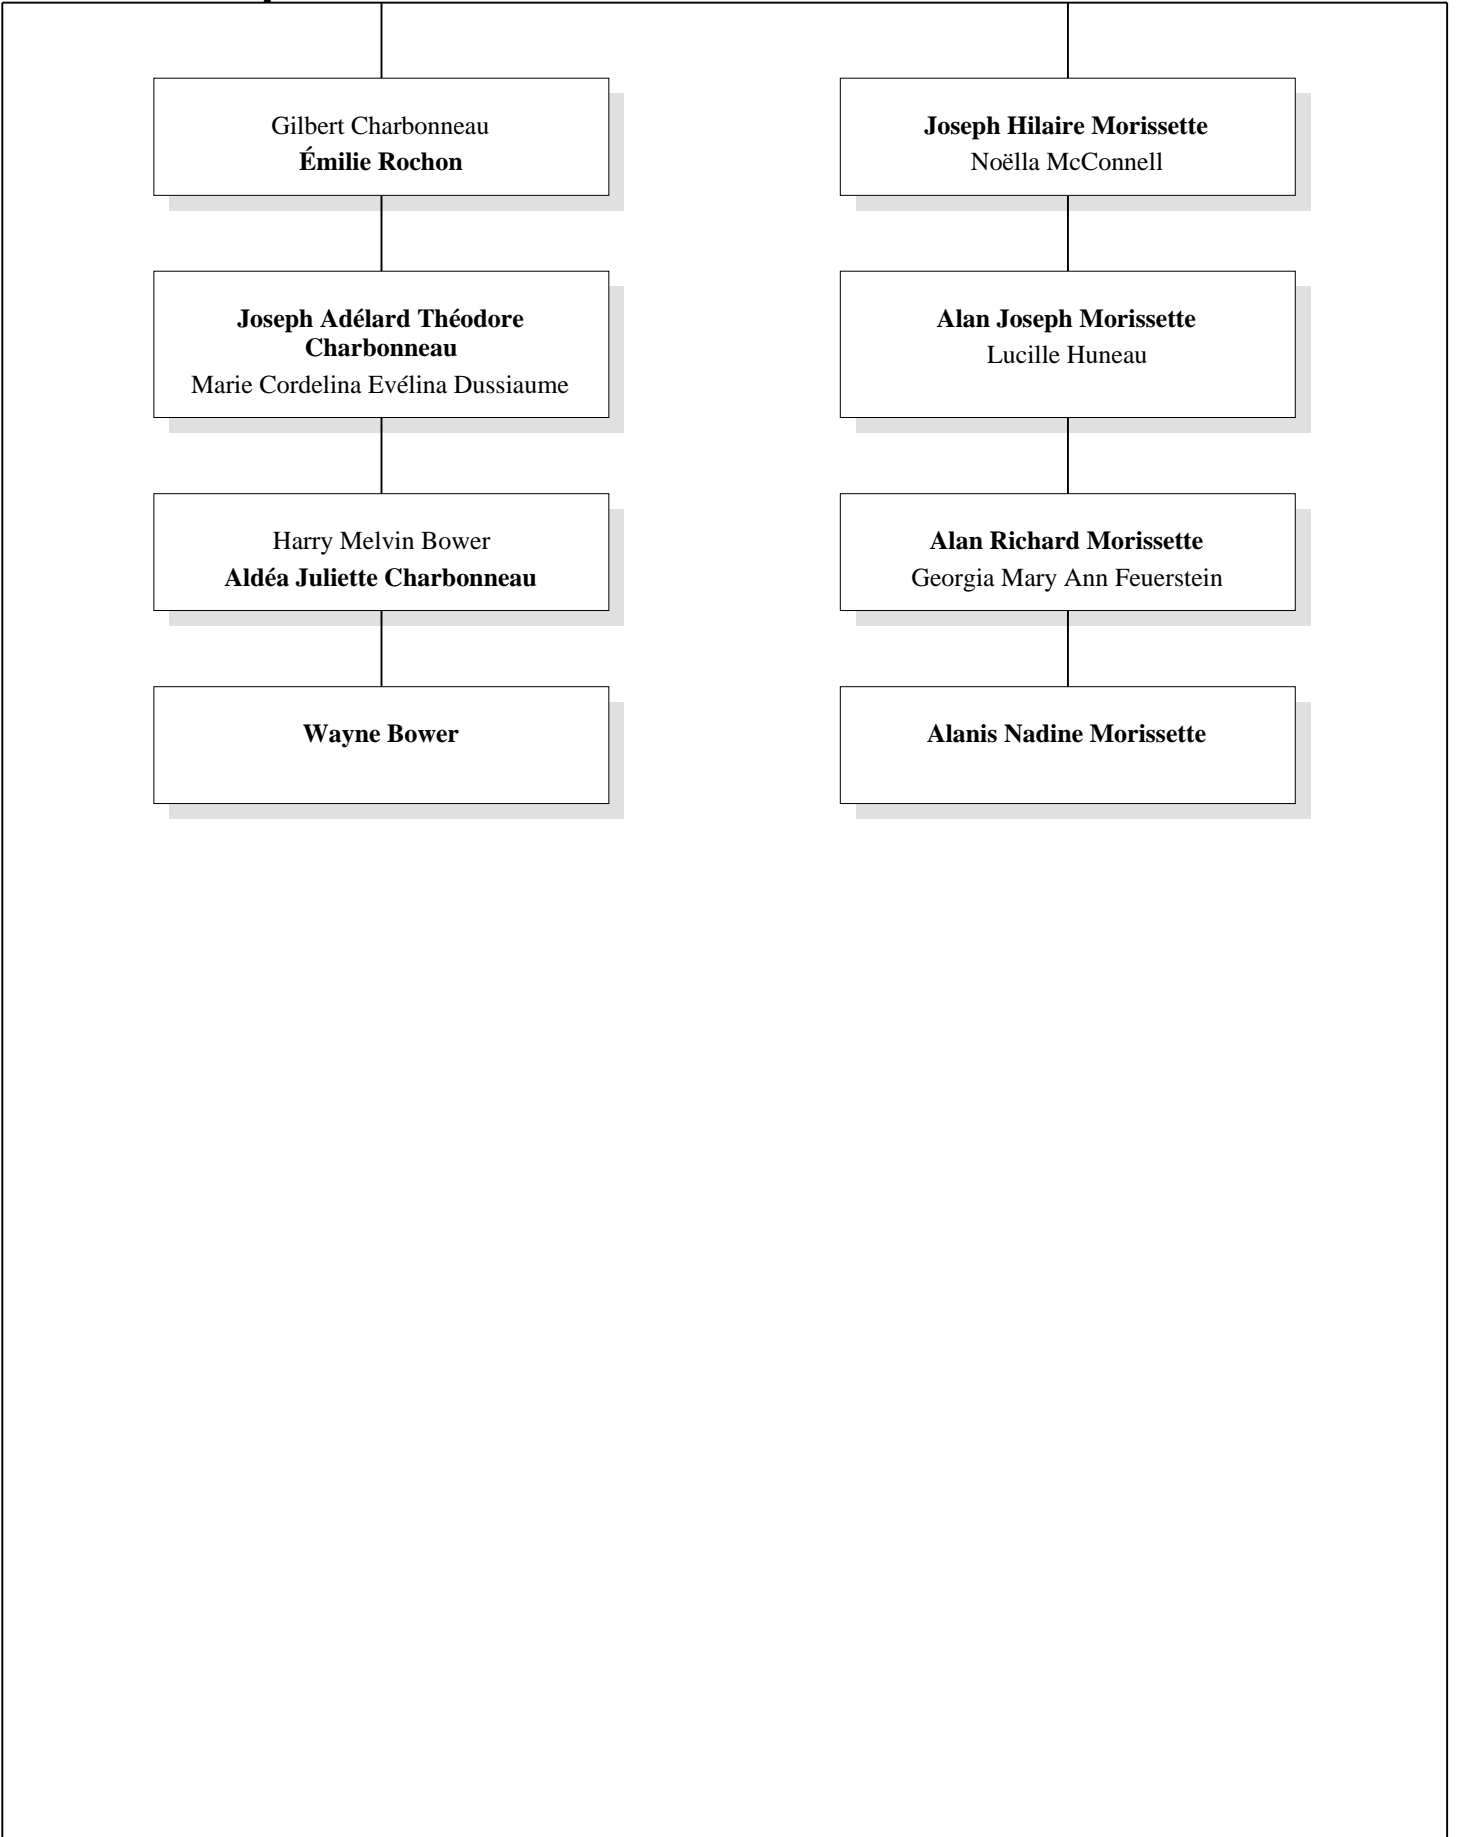 Gilbert Charbonneau
Émilie Rochon
Joseph Hilaire Morissette
Noëlla McConnell
Joseph Adélard Théodore
Charbonneau
Marie Cordelina Evélina Dussiaume
Alan Joseph Morissette
Lucille Huneau
Harry Melvin Bower
Aldéa Juliette Charbonneau
Alan Richard Morissette
Georgia Mary Ann Feuerstein
Wayne Bower
Alanis Nadine Morissette